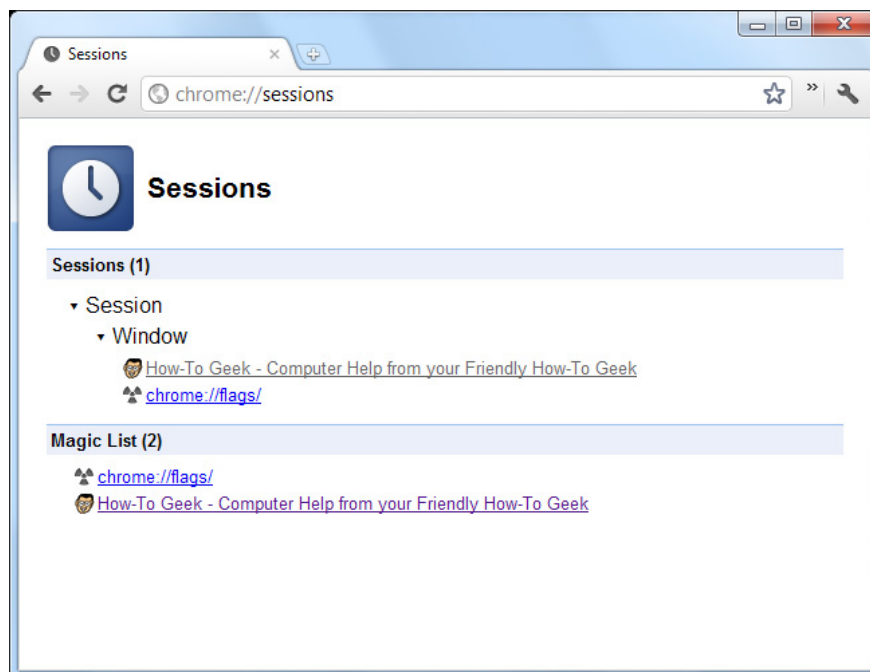 Sessions
chrome://sessions
Sessions
Sessions (1)
Session
Window
How-To Geek - Computer Help from your Friendly How-To Geek
chrome://flags/
Magic List (2)
chrome://flags/
How-To Geek - Computer Help from your Friendly How-To Geek